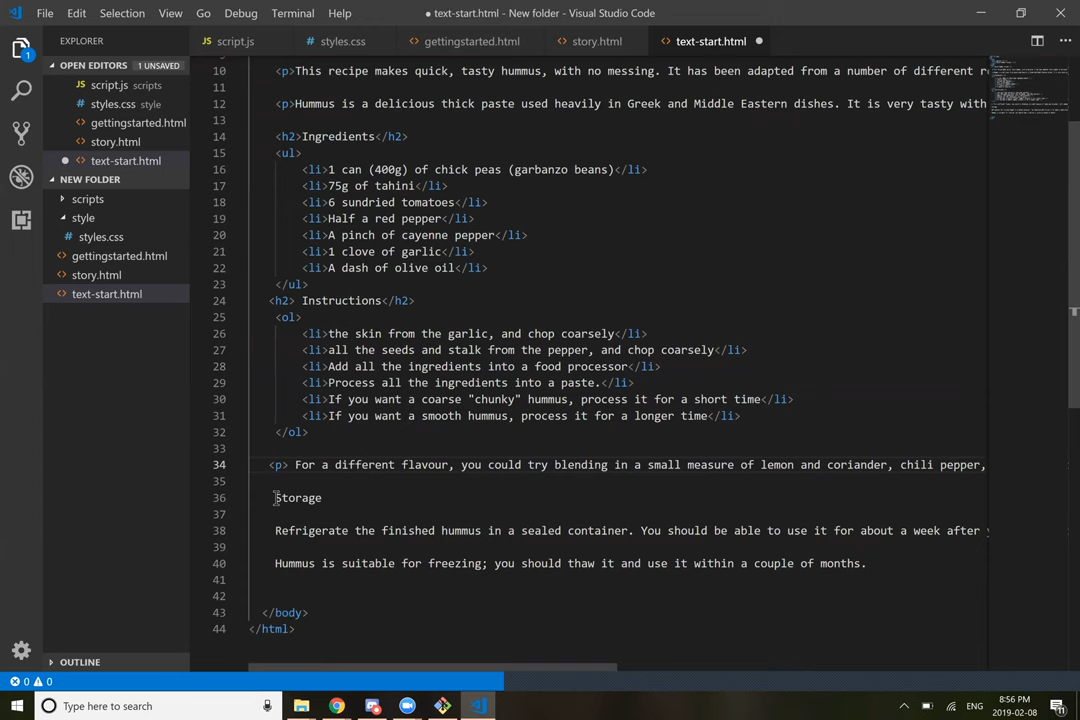 File Edit Selection View Go Debug Terminal Help
text-start.html - New folder - Visual Studio Code
EXPLORER
script.js styles.css gettingstarted.html story.html text-start.html
OPEN EDITORS 1 UNSAVED
script.js scripts
styles.css style
gettingstarted.html
story.html
text-start.html
NEW FOLDER
scripts
style
styles.css
gettingstarted.html
story.html
text-start.html
OUTLINE
1
10 <p>This recipe makes quick, tasty hummus, with no messing. It has been adapted from a number of different r
11
12 <p>Hummus is a delicious thick paste used heavily in Greek and Middle Eastern dishes. It is very tasty with
13
14 <h2>Ingredients</h2>
15 <ul>
16 <li>1 can (400g) of chick peas (garbanzo beans)</li>
17 <li>75g of tahini</li>
18 <li>6 sundried tomatoes</li>
19 <li>Half a red pepper</li>
20 <li>A pinch of cayenne pepper</li>
21 <li>1 clove of garlic</li>
22 <li>A dash of olive oil</li>
23 </ul>
24 <h2> Instructions</h2>
25 <ol>
26 <li>the skin from the garlic, and chop coarsely</li>
27 <li>all the seeds and stalk from the pepper, and chop coarsely</li>
28 <li>Add all the ingredients into a food processor</li>
29 <li>Process all the ingredients into a paste.</li>
30 <li>If you want a coarse "chunky" hummus, process it for a short time</li>
31 <li>If you want a smooth hummus, process it for a longer time</li>
32 </ol>
33
34 <p> For a different flavour, you could try blending in a small measure of lemon and coriander, chili pepper,
35
36 Storage
37
38 Refrigerate the finished hummus in a sealed container. You should be able to use it for about a week after
39
40 Hummus is suitable for freezing; you should thaw it and use it within a couple of months.
41
42
43 </body>
44 </html>
0 0
Type here to search
ENG
8:56 PM
2019-02-08
11